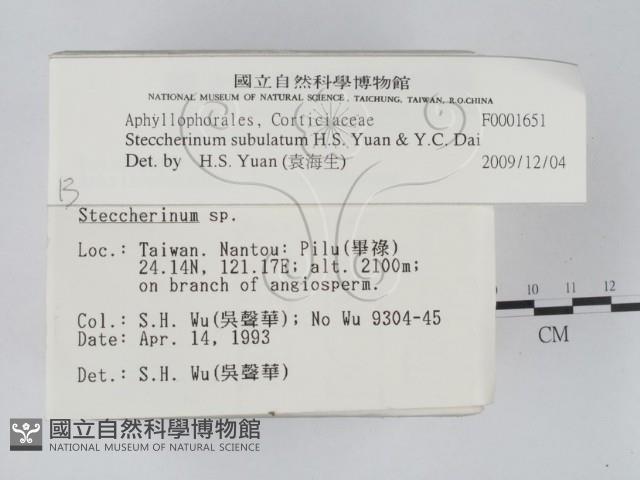 國立自然科學博物館
NATIONAL MUSEUM OF NATURAL SCIENCE, TAICHUNG, TAIWAN, R.O.CHINA
Aphyllophorales, Corticiaceae F0001651
Steccherinum subulatum H.S. Yuan & Y.C. Dai
Det. by H.S. Yuan (袁海生) 2009/12/04
B
Steccherinum sp.
Loc.: Taiwan. Nantou: Pilu(畢祿)
24.14N, 121.17E; alt. 2100m;
on branch of angiosperm.
Col.: S.H. Wu(吳聲華); No Wu 9304-45
Date: Apr. 14, 1993
Det.: S.H. Wu(吳聲華)
10 11 12
CM
國立自然科學博物館
NATIONAL MUSEUM OF NATURAL SCIENCE